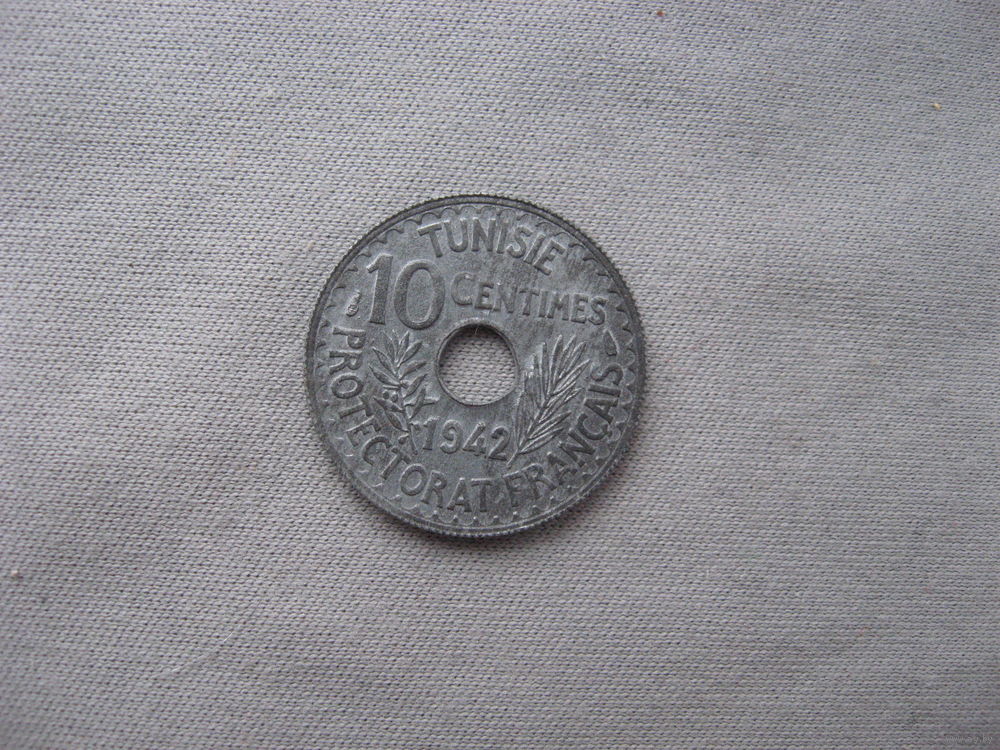 TUNISIE
10 CENTIMES
1942
PROTECTORAT FRANÇAIS